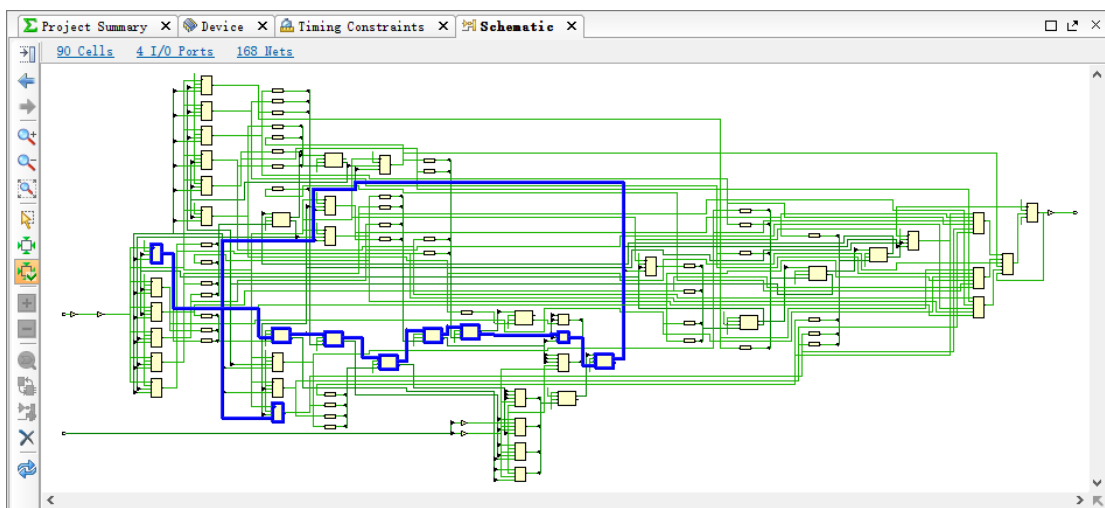 Project Summary Device Timing Constraints Schematic
90 Cells 4 I/O Ports 168 Nets